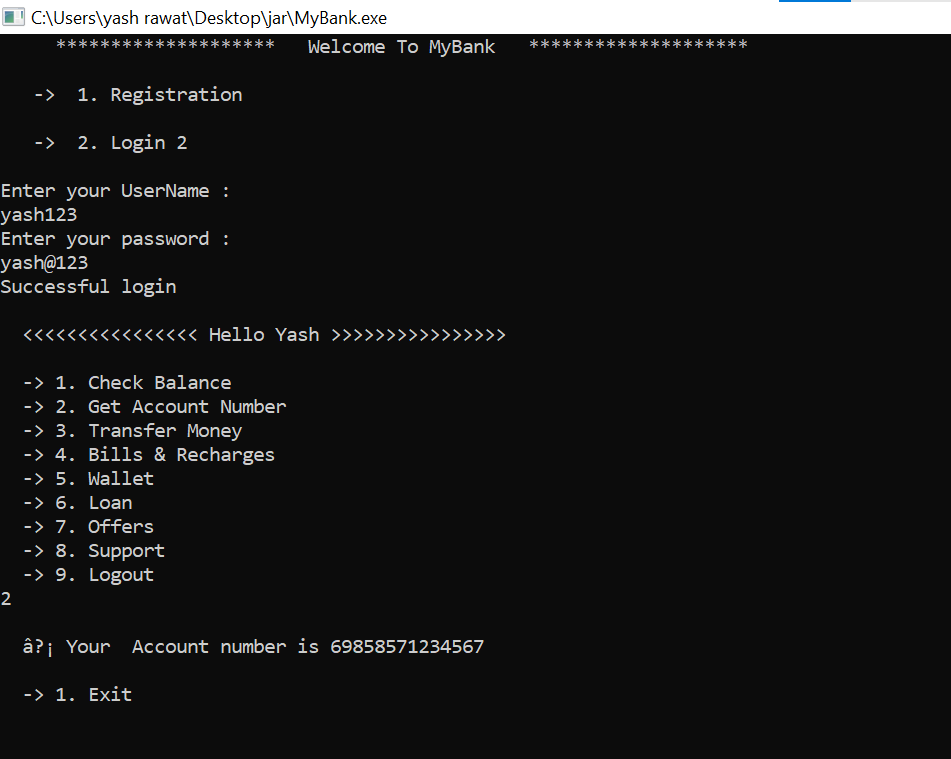 C:\Users\yash rawat\Desktop\jar\MyBank.exe
******************** Welcome To MyBank ********************
-> 1. Registration
-> 2. Login 2
Enter your UserName :
yash123
Enter your password :
yash@123
Successful login
<<<<<<<<<<<<<<<< Hello Yash >>>>>>>>>>>>>>>>
-> 1. Check Balance
-> 2. Get Account Number
-> 3. Transfer Money
-> 4. Bills & Recharges
-> 5. Wallet
-> 6. Loan
-> 7. Offers
-> 8. Support
-> 9. Logout
2
â?¡ Your  Account number is 69858571234567
-> 1. Exit